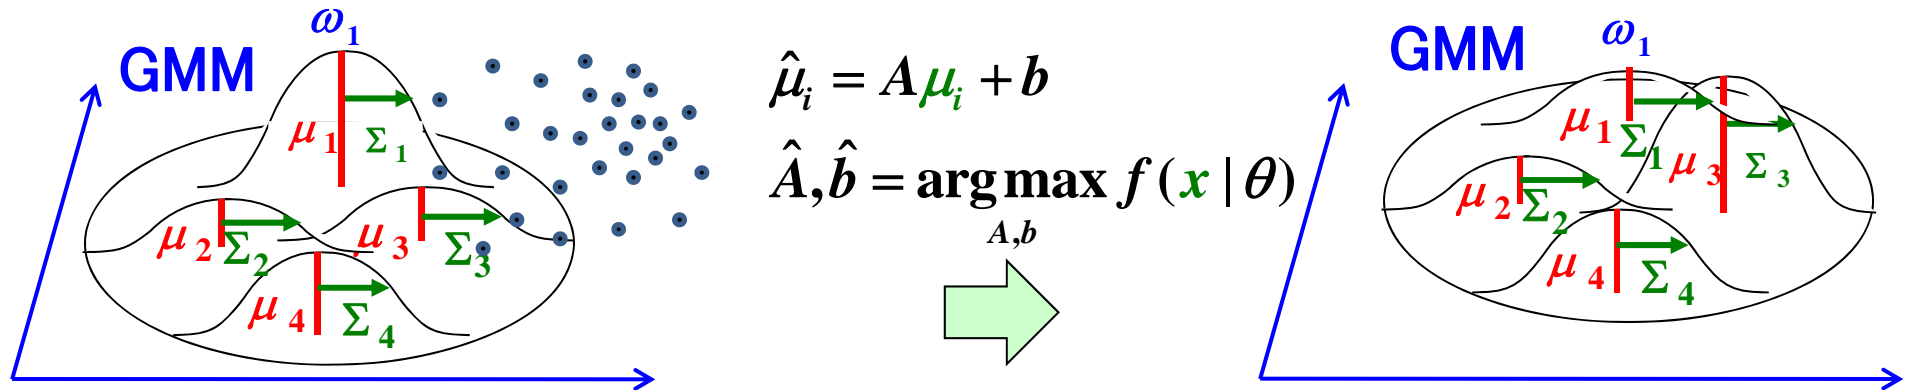 GMM
ω₁
μ₁ Σ₁
μ₂ Σ₂ μ₃ Σ₃
μ₄ Σ₄
μ̂ᵢ = Aμᵢ + b
Â, b̂ = arg max f(x | θ)
A,b
GMM
ω₁
μ₁ Σ₁ μ₃ Σ₃
μ₂ Σ₂
μ₄ Σ₄